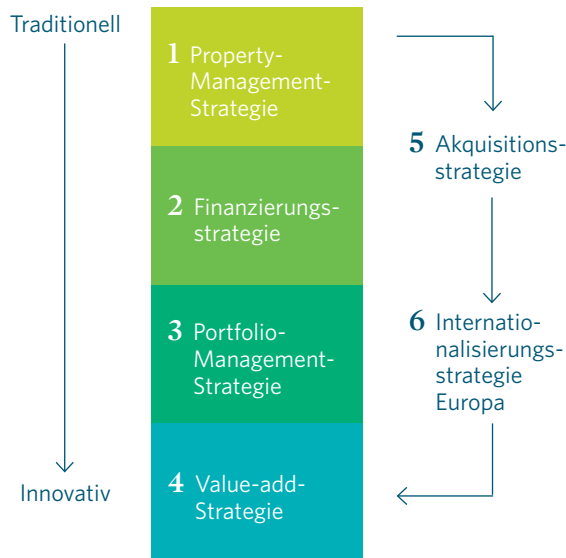 Traditionell
1 Property-
Management-
Strategie
2 Finanzierungs-
strategie
3 Portfolio-
Management-
Strategie
4 Value-add-
Strategie
Innovativ
5 Akquisitions-
strategie
6 Internatio-
nalisierungs-
strategie
Europa